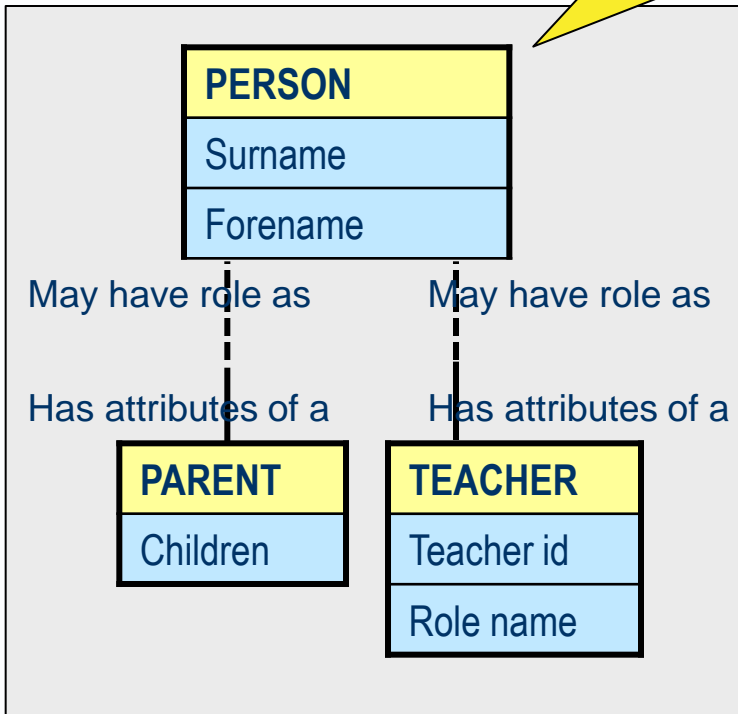 PERSON
Surname
Forename
May have role as May have role as
Has attributes of a Has attributes of a
PARENT TEACHER
Children Teacher id
Role name